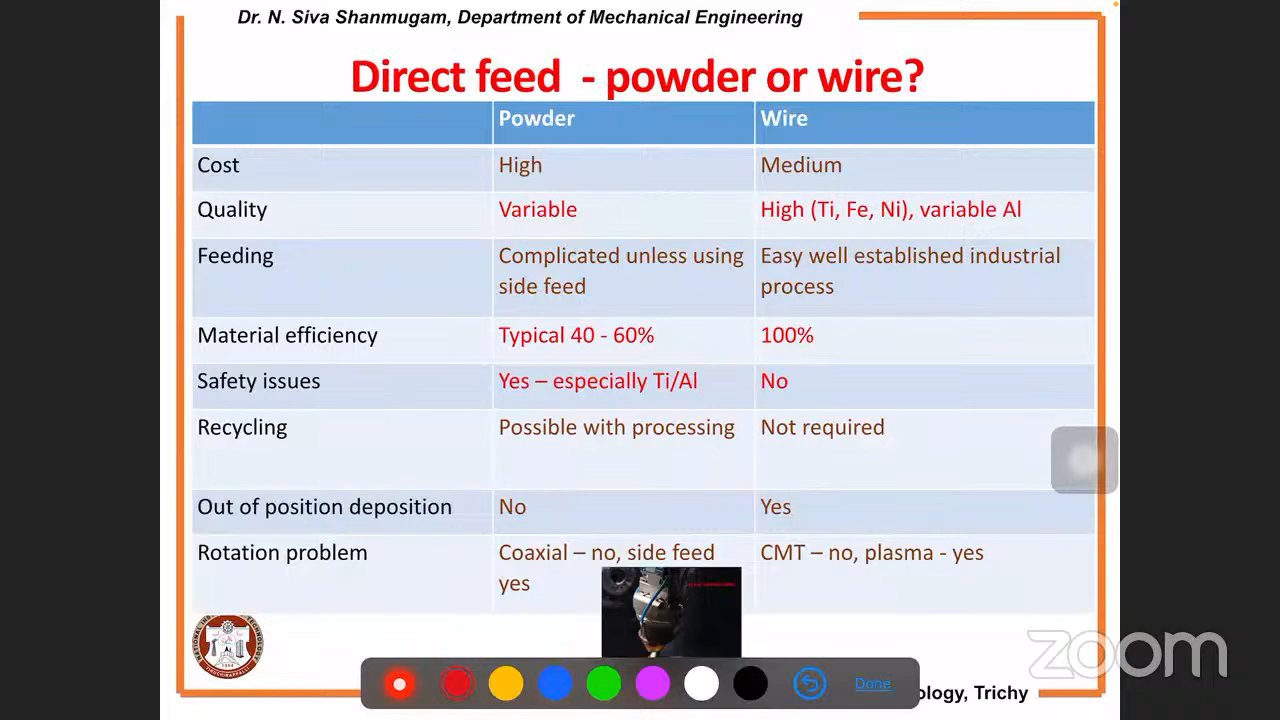 Dr. N. Siva Shanmugam, Department of Mechanical Engineering
Direct feed - powder or wire?
Powder Wire
Cost High Medium
Quality Variable High (Ti, Fe, Ni), variable Al
Feeding Complicated unless using Easy well established industrial
side feed process
Material efficiency Typical 40 - 60% 100%
Safety issues Yes – especially Ti/Al No
Recycling Possible with processing Not required
Out of position deposition No Yes
Rotation problem Coaxial – no, side feed CMT – no, plasma - yes
yes
zoom
Done
ology, Trichy